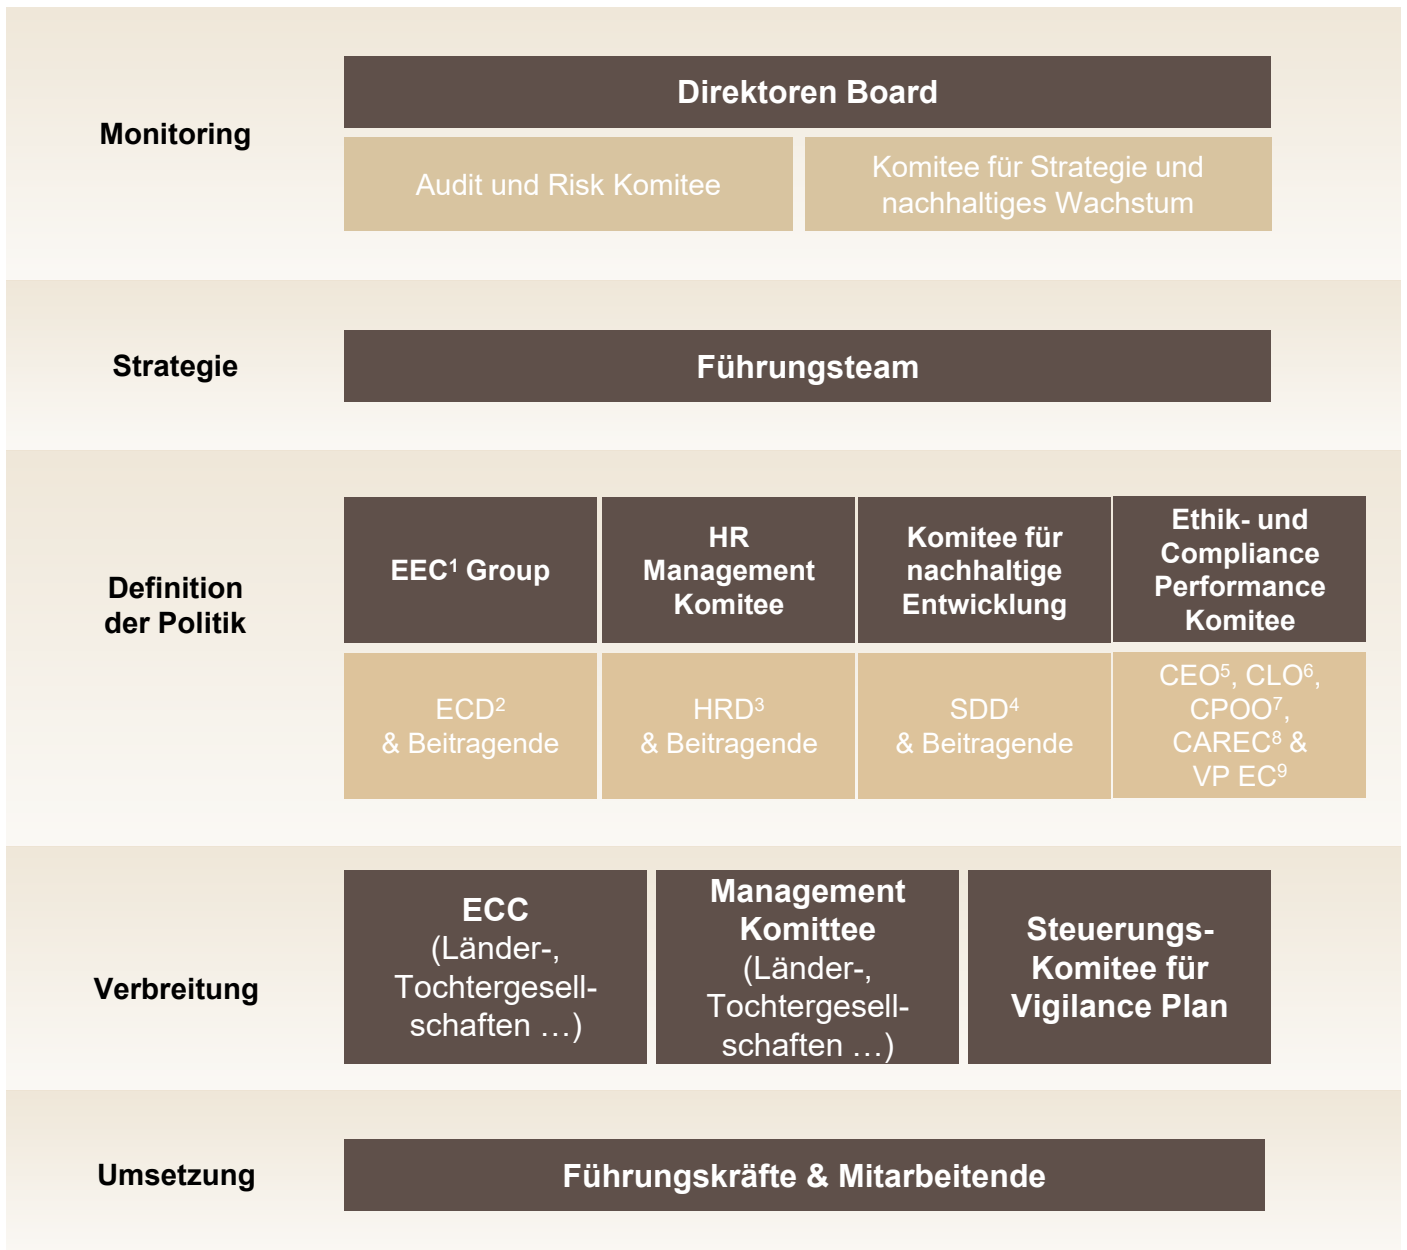 Monitoring
Direktoren Board
Audit und Risk Komitee
Komitee für Strategie und
nachhaltiges Wachstum
Strategie
Führungsteam
Definition
der Politik
EEC¹ Group
HR
Management
Komitee
Komitee für
nachhaltige
Entwicklung
Ethik- und
Compliance
Performance
Komitee
ECD²
& Beitragende
HRD³
& Beitragende
SDD⁴
& Beitragende
CEO⁵, CLO⁶,
CPOO⁷,
CAREC⁸ &
VP EC⁹
Verbreitung
ECC
(Länder-,
Tochtergesell-
schaften …)
Management
Komittee
(Länder-,
Tochtergesell-
schaften …)
Steuerungs-
Komitee für
Vigilance Plan
Umsetzung
Führungskräfte & Mitarbeitende